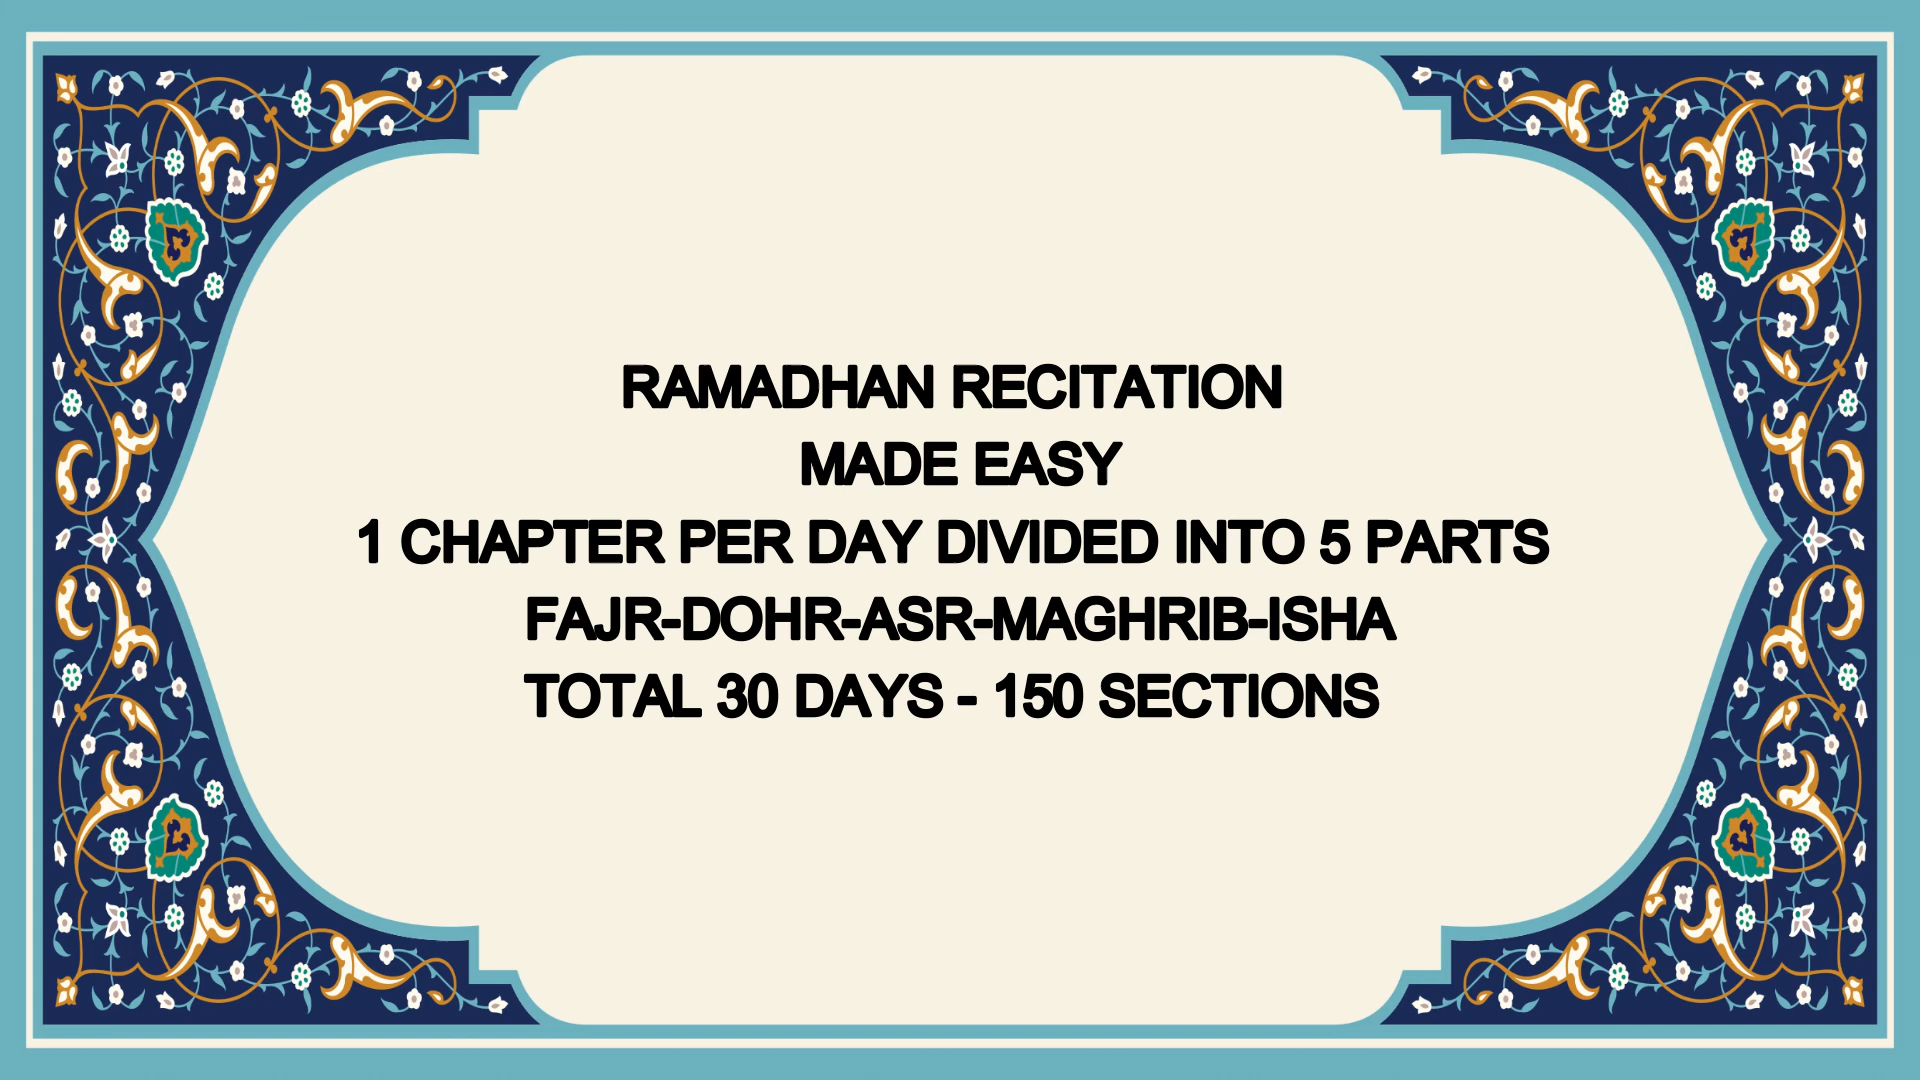 RAMADHAN RECITATION
MADE EASY
1 CHAPTER PER DAY DIVIDED INTO 5 PARTS
FAJR-DOHR-ASR-MAGHRIB-ISHA
TOTAL 30 DAYS - 150 SECTIONS